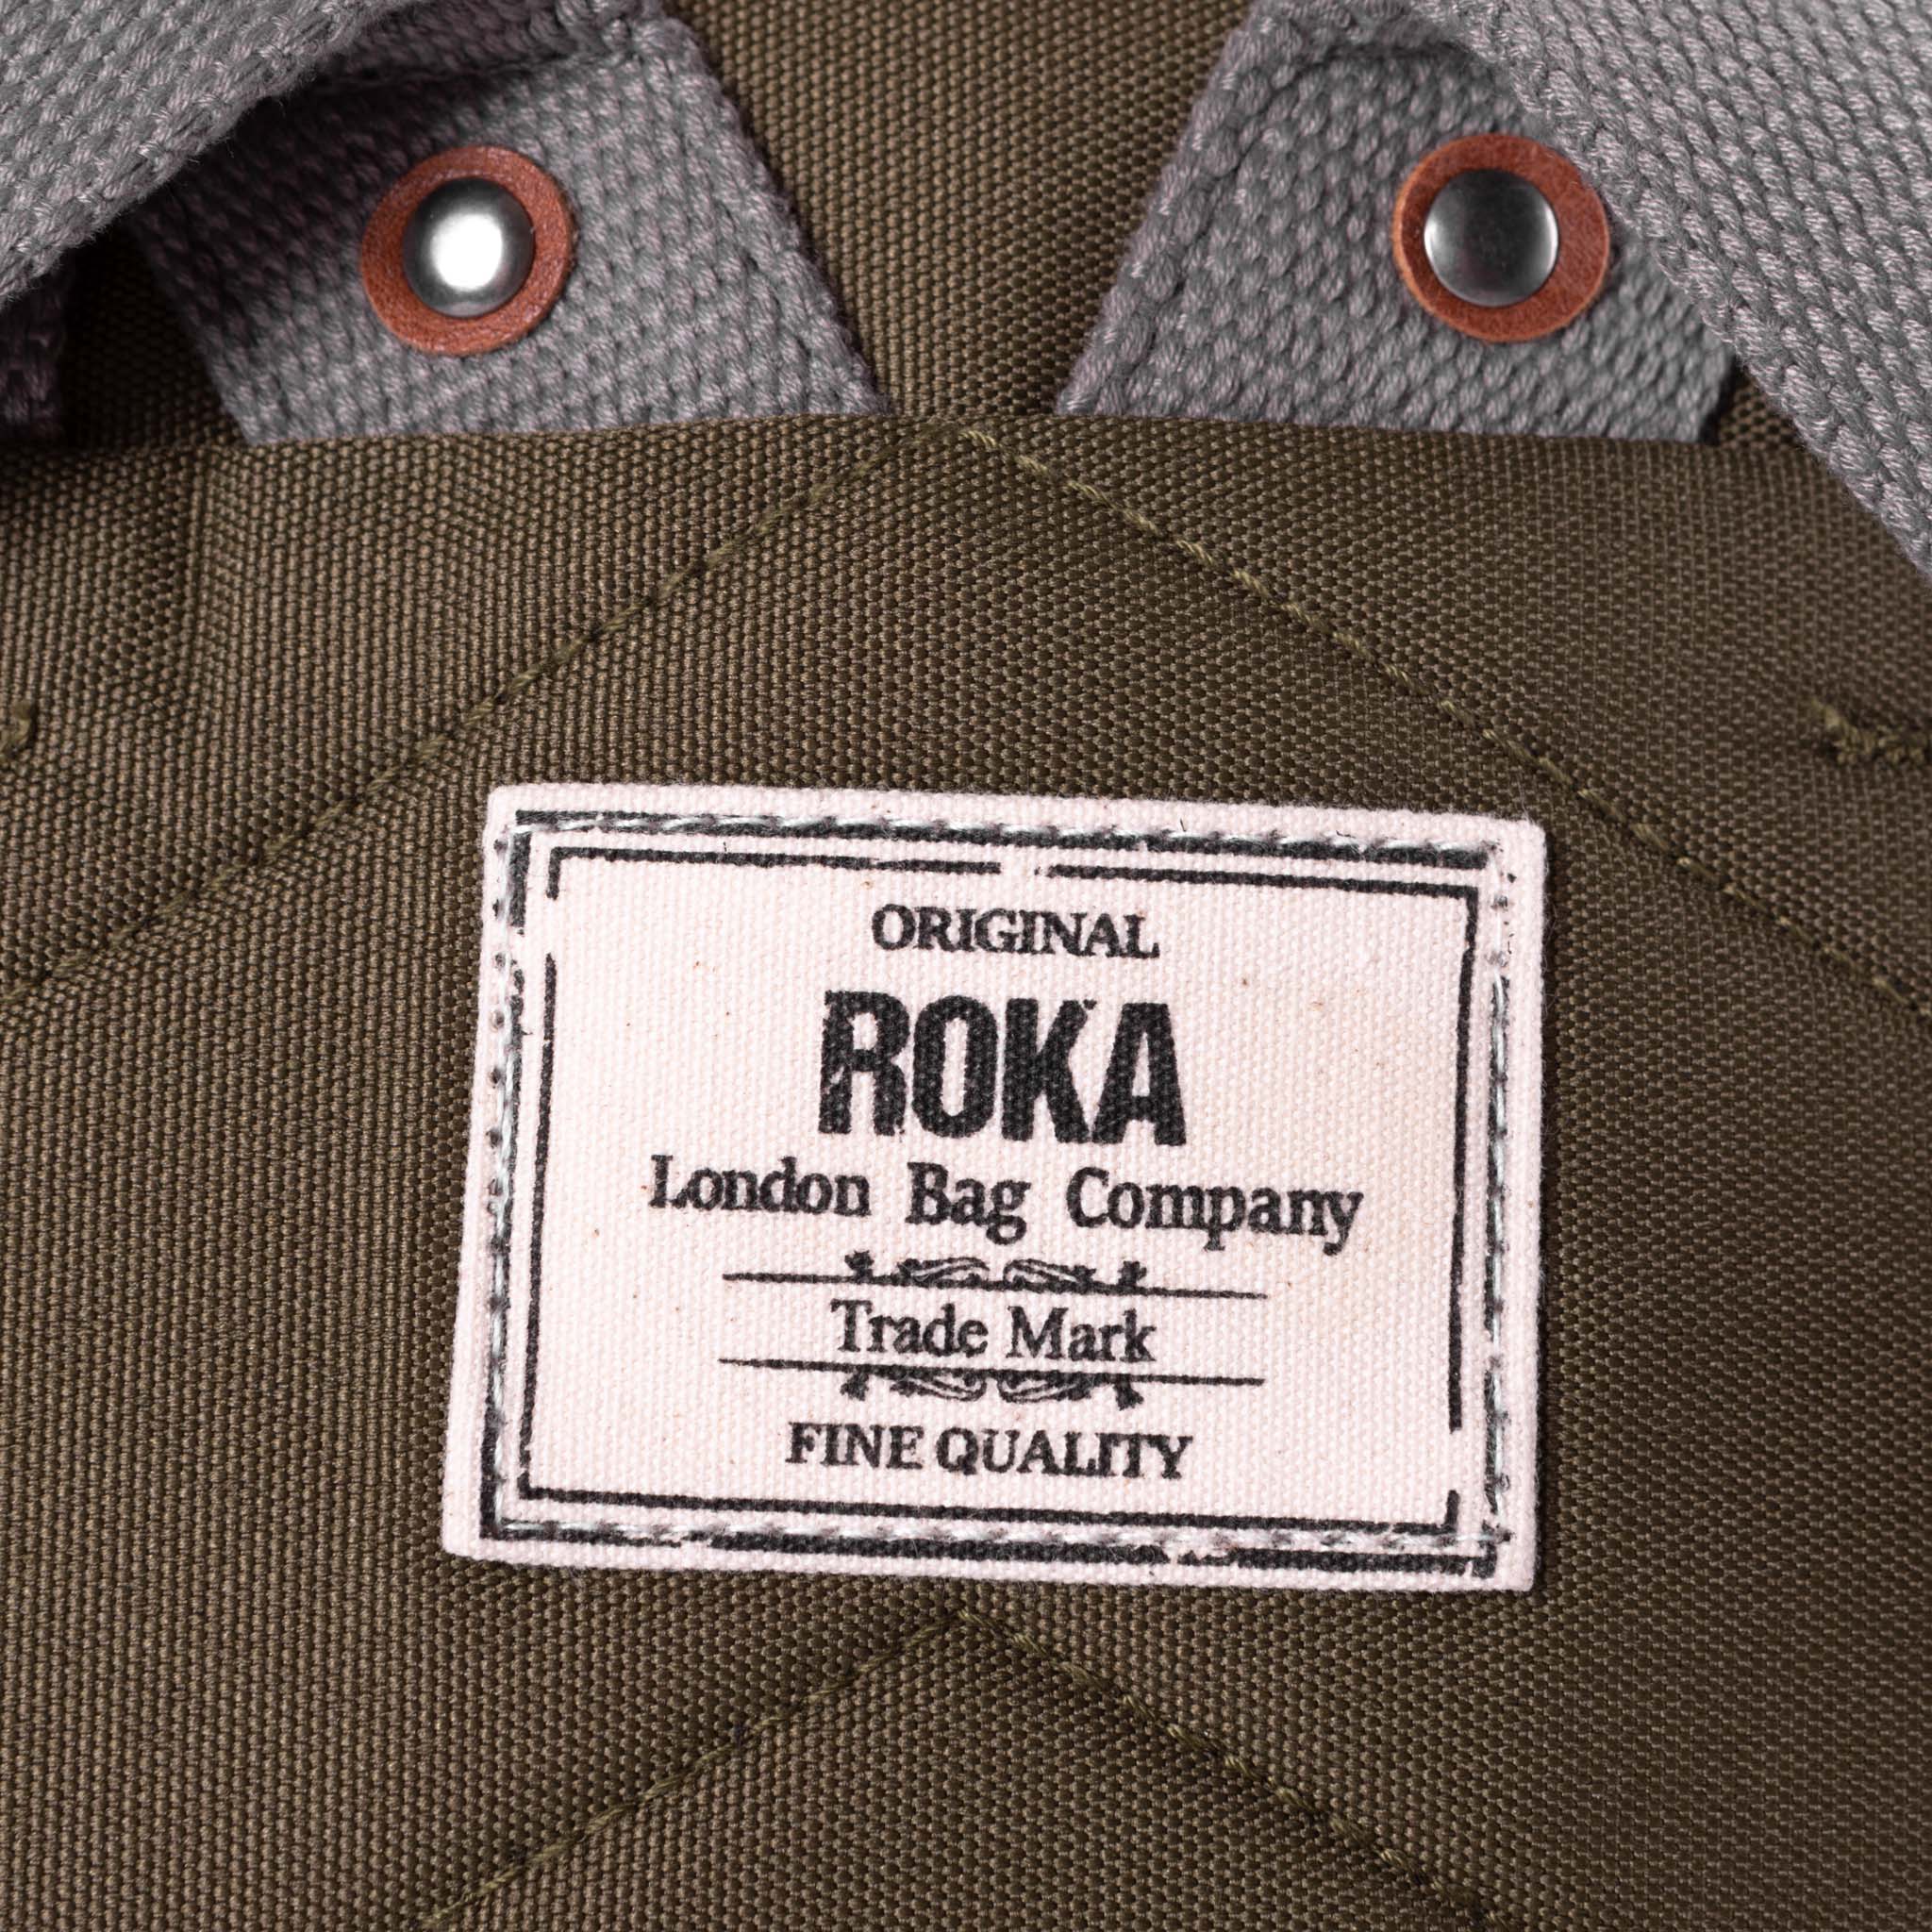 ORIGINAL
ROKA
London Bag Company
Trade Mark
FINE QUALITY